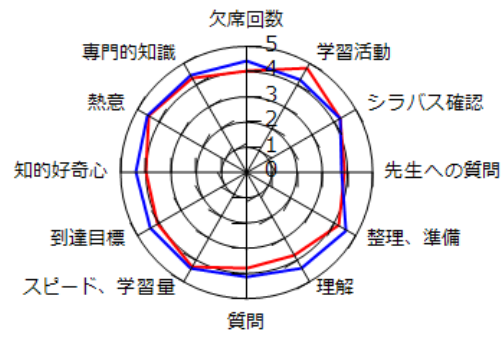 欠席回数
専門的知識
5
学習活動
4
熱意
3
シラバス確認
2
1
知的好奇心
0
先生への質問
到達目標
整理、準備
スピード、学習量
理解
質問